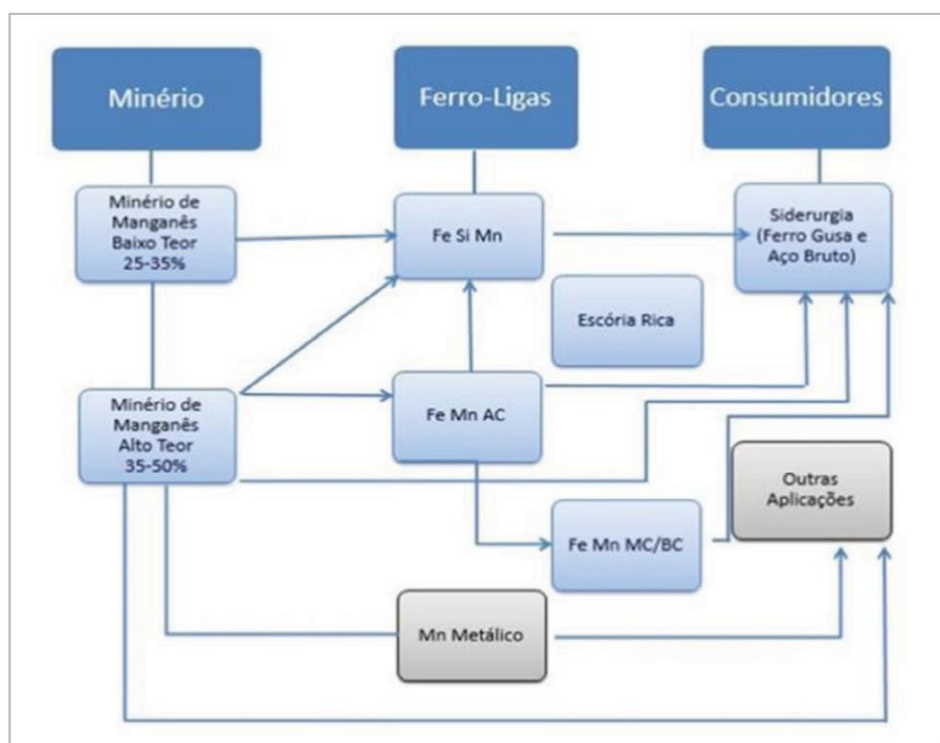 Minério
Ferro-Ligas
Consumidores
Minério de
Manganês
Baixo Teor
25-35%
Fe Si Mn
Siderurgia
(Ferro Gusa e
Aço Bruto)
Escória Rica
Minério de
Manganês
Alto Teor
35-50%
Fe Mn AC
Outras
Aplicações
Fe Mn MC/BC
Mn Metálico